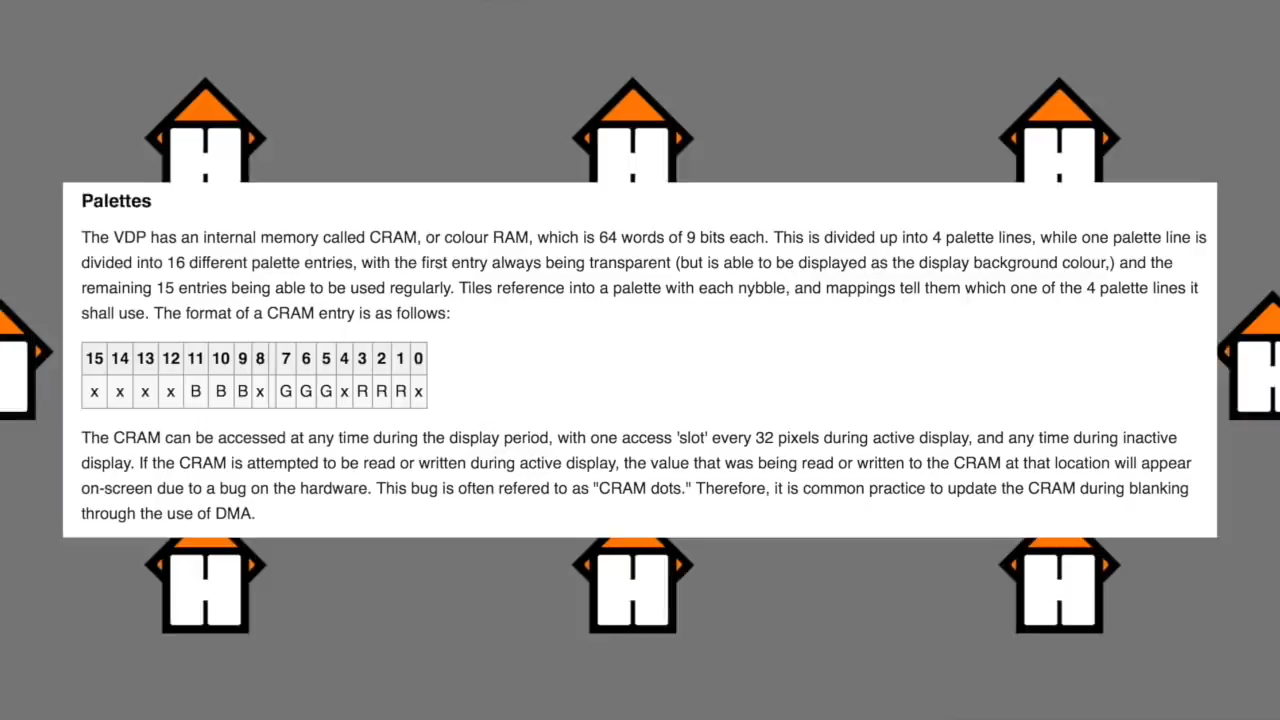 Palettes
The VDP has an internal memory called CRAM, or colour RAM, which is 64 words of 9 bits each. This is divided up into 4 palette lines, while one palette line is
divided into 16 different palette entries, with the first entry always being transparent (but is able to be displayed as the display background colour,) and the
remaining 15 entries being able to be used regularly. Tiles reference into a palette with each nybble, and mappings tell them which one of the 4 palette lines it
shall use. The format of a CRAM entry is as follows:
15 14 13 12 11 10 9 8 7 6 5 4 3 2 1 0
x x x x B B B x G G G x R R R x
The CRAM can be accessed at any time during the display period, with one access 'slot' every 32 pixels during active display, and any time during inactive
display. If the CRAM is attempted to be read or written during active display, the value that was being read or written to the CRAM at that location will appear
on-screen due to a bug on the hardware. This bug is often refered to as "CRAM dots." Therefore, it is common practice to update the CRAM during blanking
through the use of DMA.